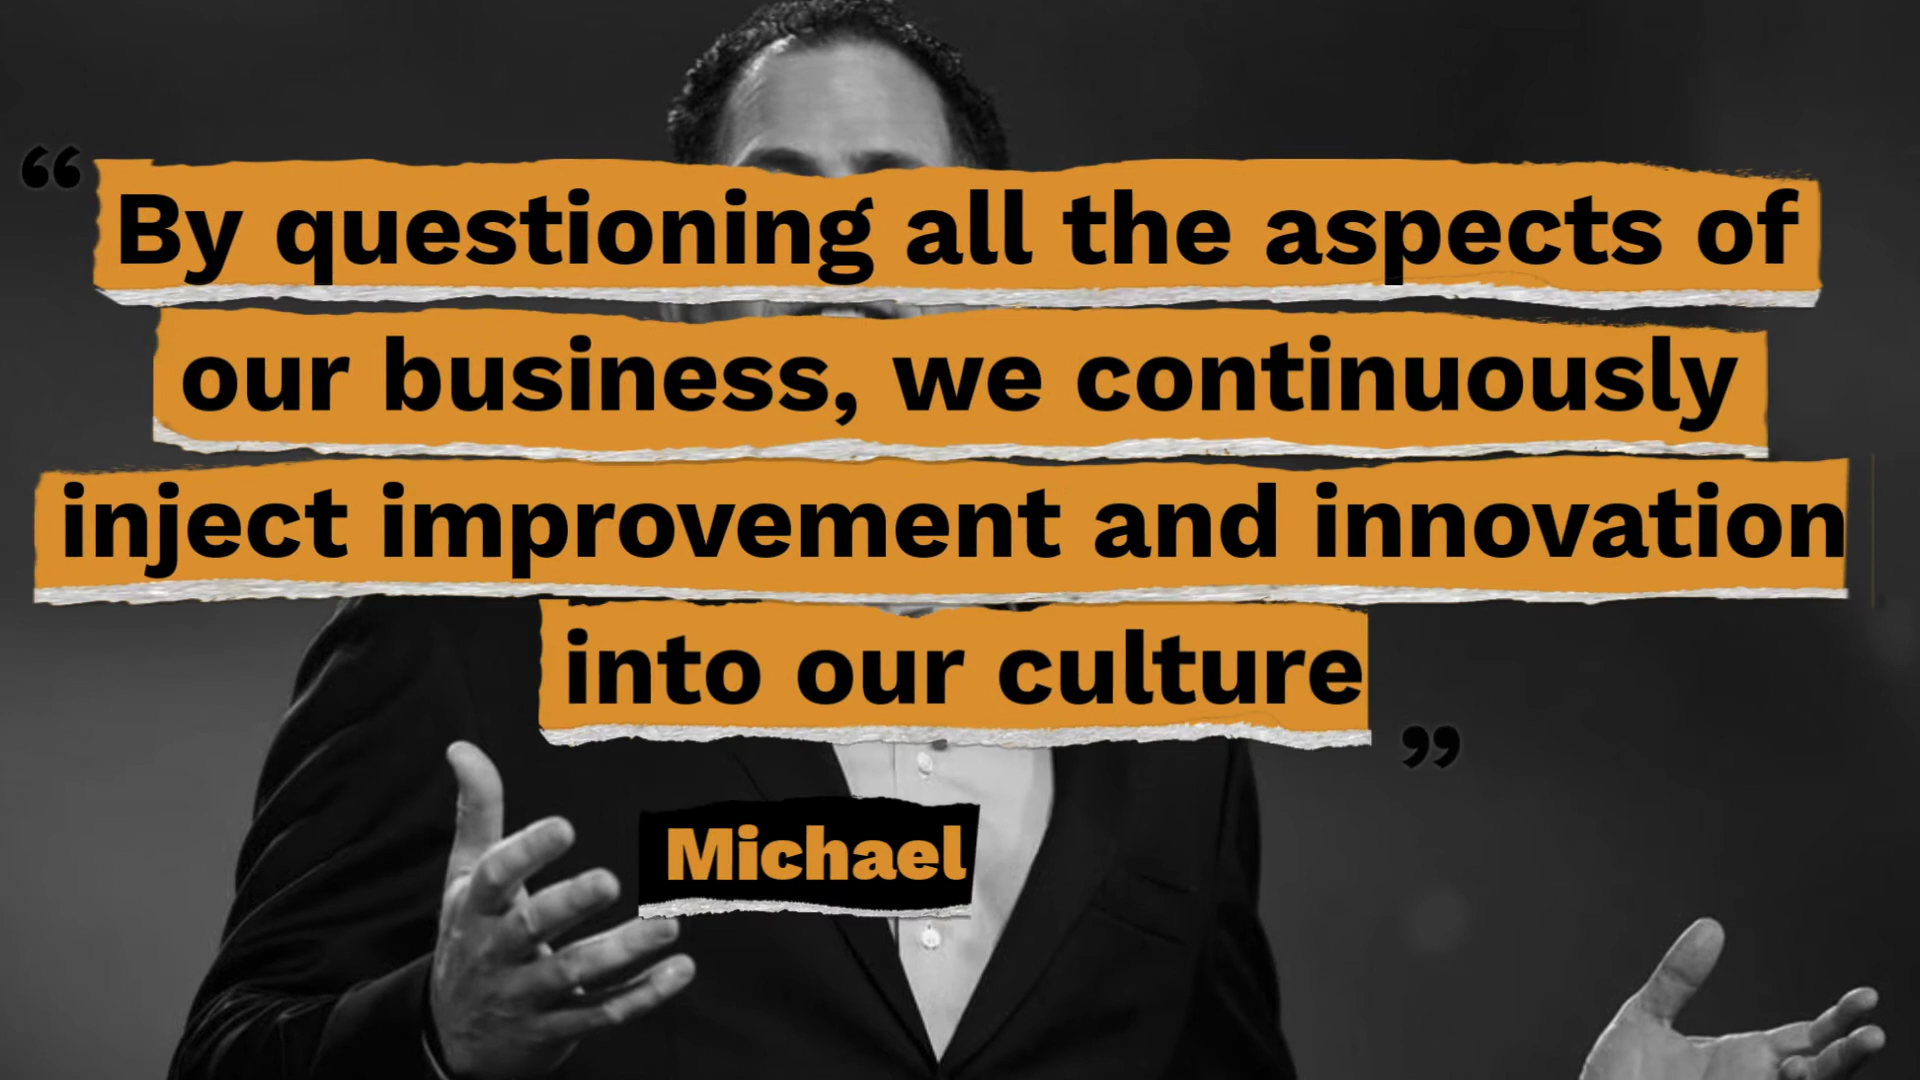 “By questioning all the aspects of
our business, we continuously
inject improvement and innovation
into our culture”
Michael